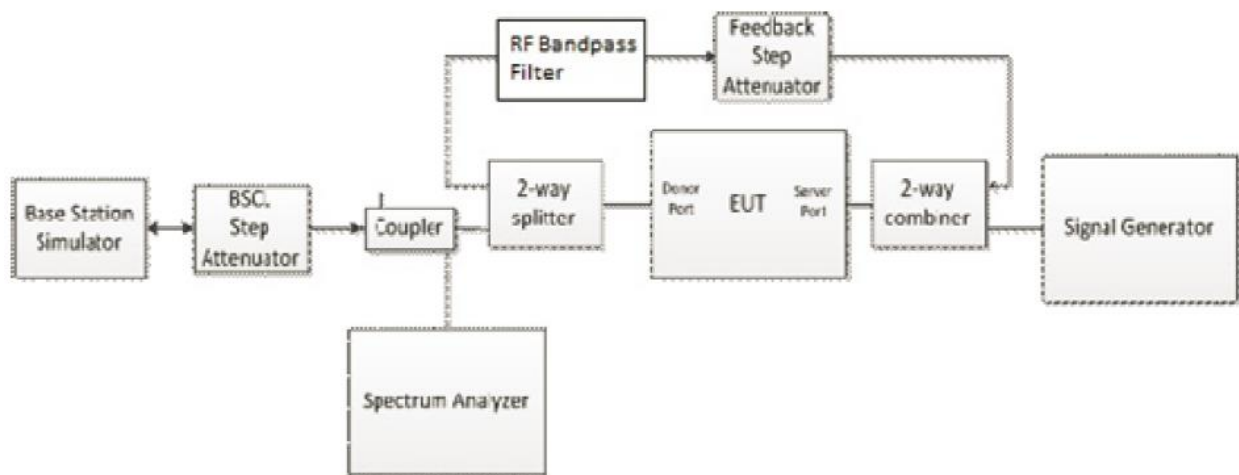 RF Bandpass
Filter
Feedback
Step
Attenuator
Base Station
Simulator
BSCL
Step
Attenuator
Coupler
2-way
splitter
Donor
Port
EUT
Server
Port
2-way
combiner
Signal Generator
Spectrum Analyzer